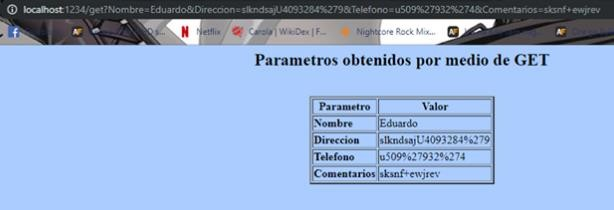 localhost:1234/get?Nombre=Eduardo&Direccion=slkndsajU4093284%279&Telefono=u509%27932%274&Comentarios=sksnf+ewjrev
Netflix Carola | WikiDex | F... Nightcore Rock Mix...
Parametros obtenidos por medio de GET
Parametro Valor
Nombre Eduardo
Direccion slkndsajU4093284%279
Telefono u509%27932%274
Comentarios sksnf+ewjrev